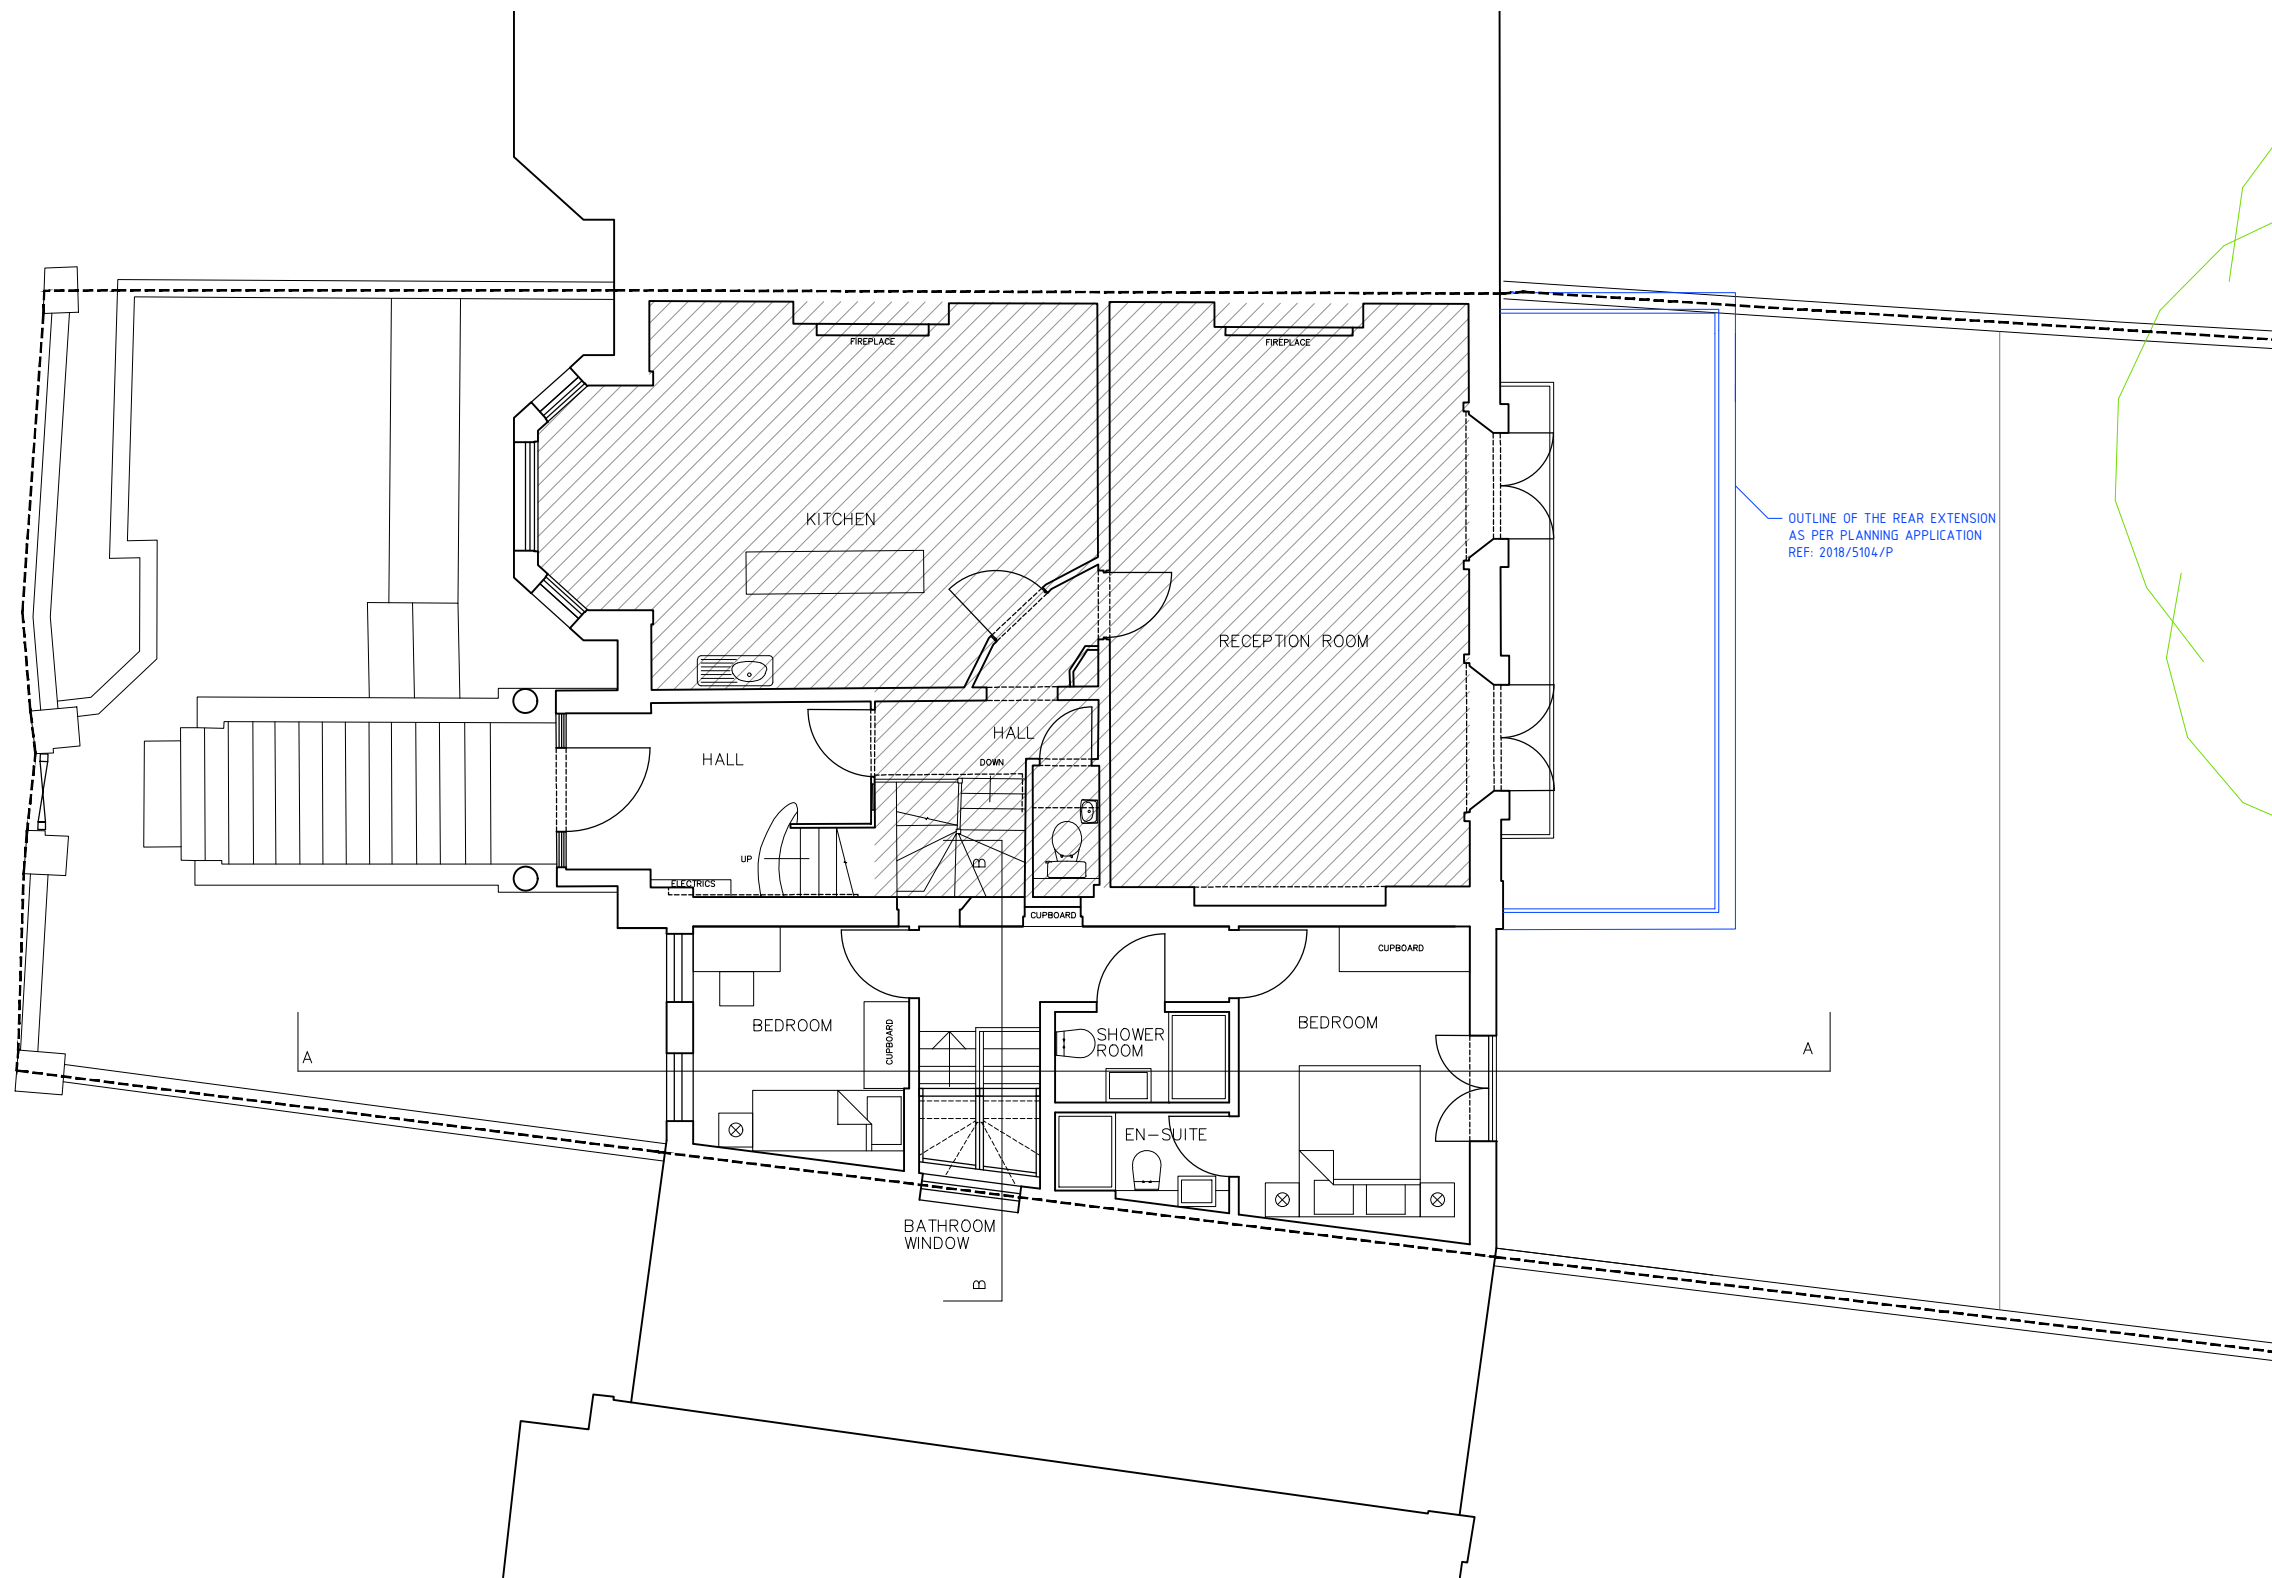 FIREPLACE
FIREPLACE
KITCHEN
OUTLINE OF THE REAR EXTENSION
AS PER PLANNING APPLICATION
REF: 2018/5104/P
RECEPTION ROOM
HALL
HALL
DOWN
UP
B
ELECTRICS
CUPBOARD
CUPBOARD
BEDROOM
CUPBOARD
SHOWER
ROOM
BEDROOM
A
A
EN-SUITE
BATHROOM
WINDOW
B